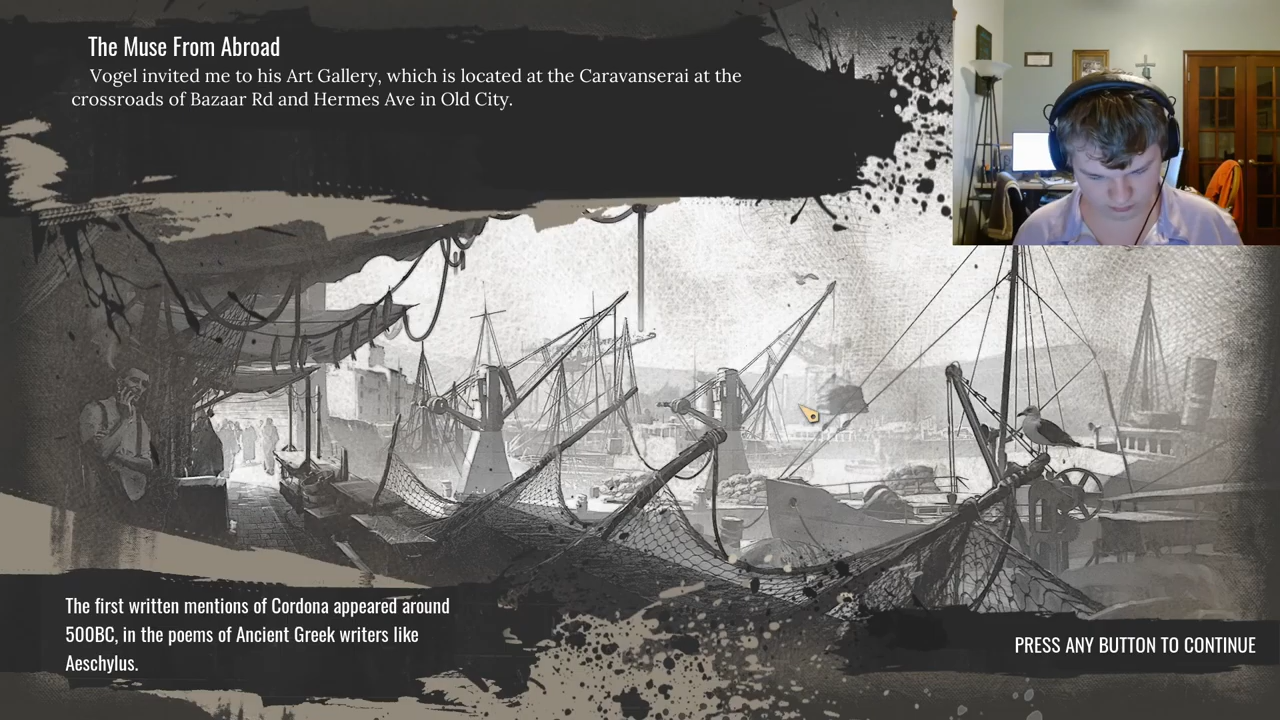 The Muse From Abroad
Vogel invited me to his Art Gallery, which is located at the Caravanserai at the
crossroads of Bazaar Rd and Hermes Ave in Old City.
The first written mentions of Cordona appeared around
500BC, in the poems of Ancient Greek writers like
Aeschylus.
PRESS ANY BUTTON TO CONTINUE